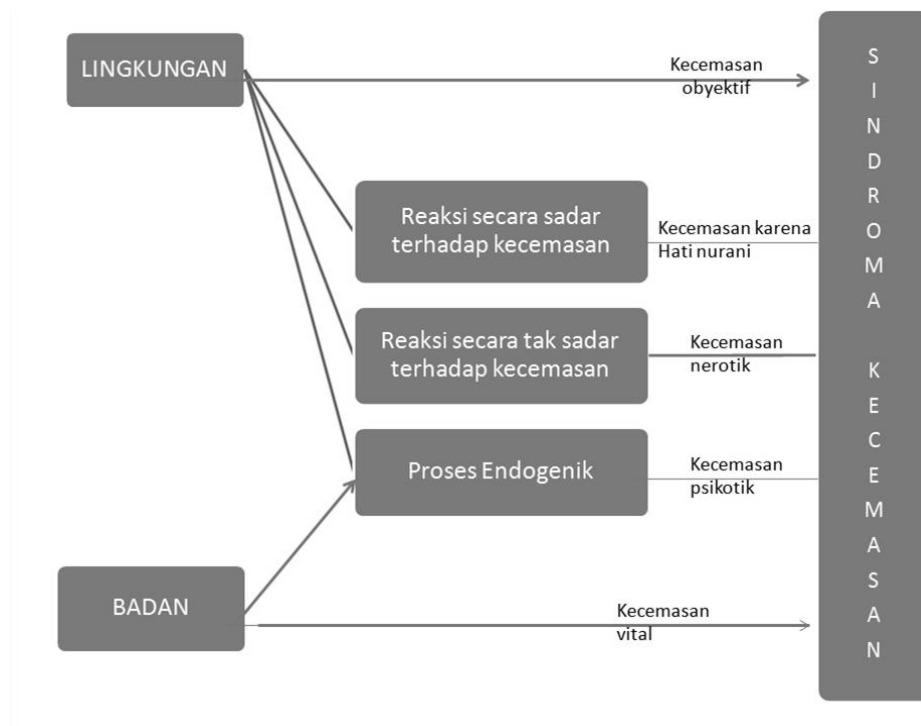 LINGKUNGAN
Kecemasan
obyektif
Reaksi secara sadar
terhadap kecemasan
Kecemasan karena
Hati nurani
Reaksi secara tak sadar
terhadap kecemasan
Kecemasan
nerotik
Proses Endogenik
Kecemasan
psikotik
BADAN
Kecemasan
vital
S
I
N
D
R
O
M
A
K
E
C
E
M
A
S
A
N